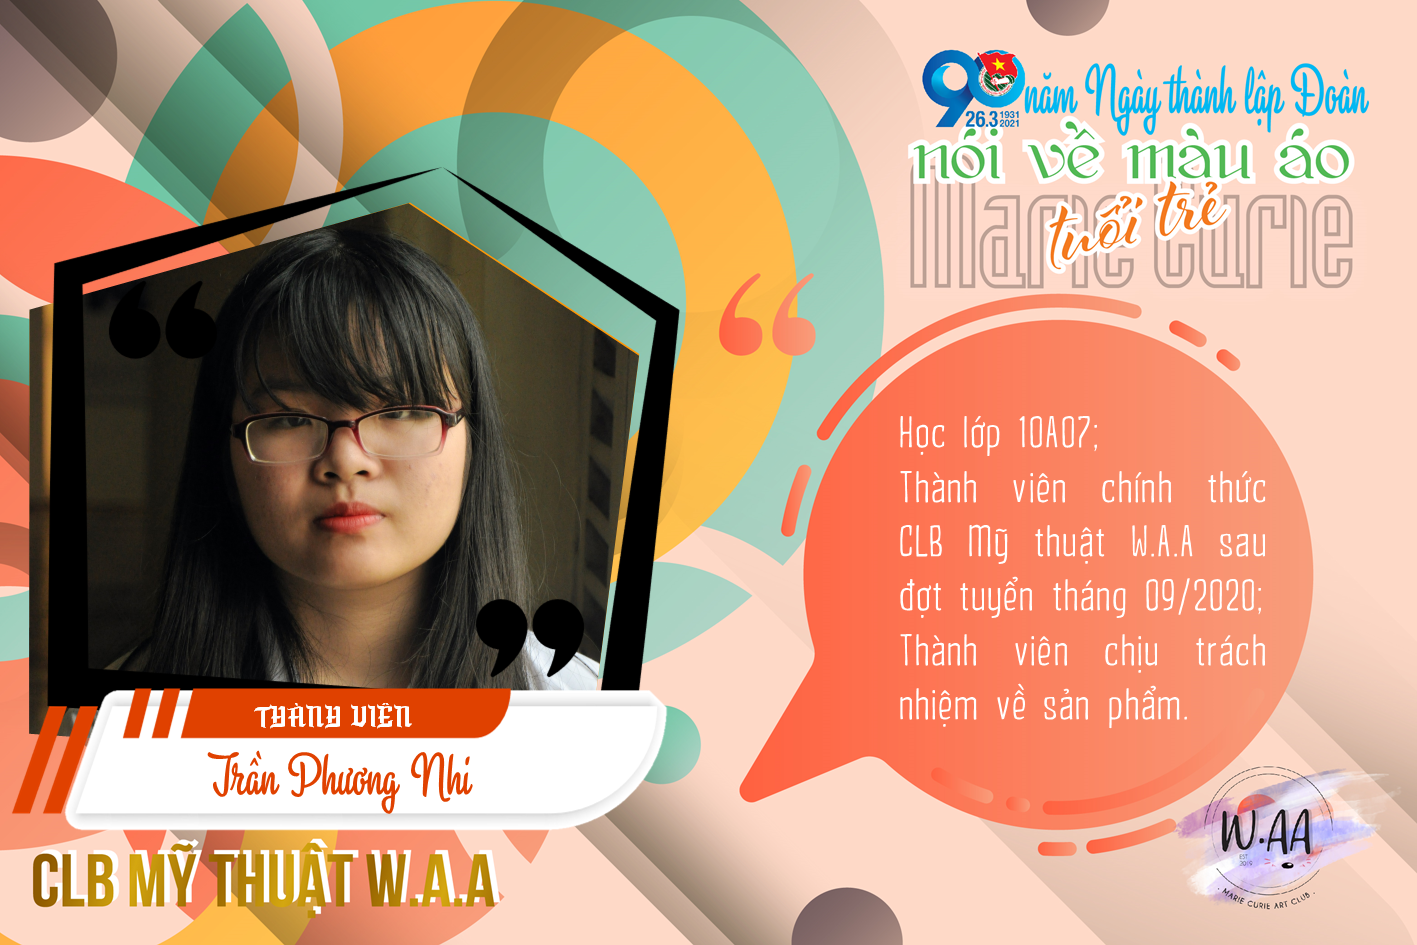 90 năm Ngày thành lập Đoàn
26.3 1931 2021
nói về màu áo
Marie Curie
tuổi trẻ
Học lớp 10A07;
Thành viên chính thức
CLB Mỹ thuật W.A.A sau
đợt tuyển tháng 09/2020;
Thành viên chịu trách
nhiệm về sản phẩm.
THÀNH VIÊN
Trần Phương Nhi
CLB MỸ THUẬT W.A.A
W.AA
MARIE CURIE ART CLUB